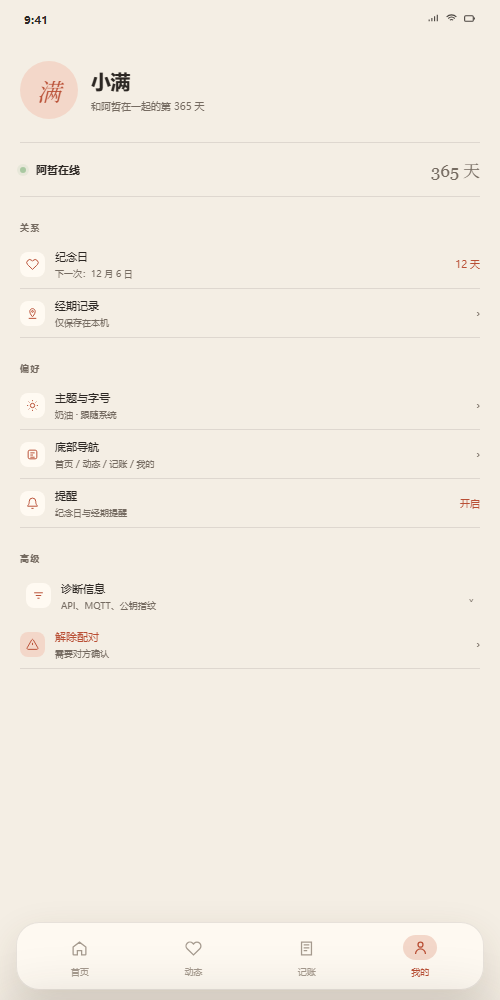 9:41
满
小满
和阿哲在一起的第 365 天
阿哲在线
365 天
关系
纪念日
下一次：12 月 6 日
12 天
经期记录
仅保存在本机
偏好
主题与字号
奶油 · 跟随系统
底部导航
首页 / 动态 / 记账 / 我的
提醒
纪念日与经期提醒
开启
高级
诊断信息
API、MQTT、公钥指纹
解除配对
需要对方确认
首页
动态
记账
我的